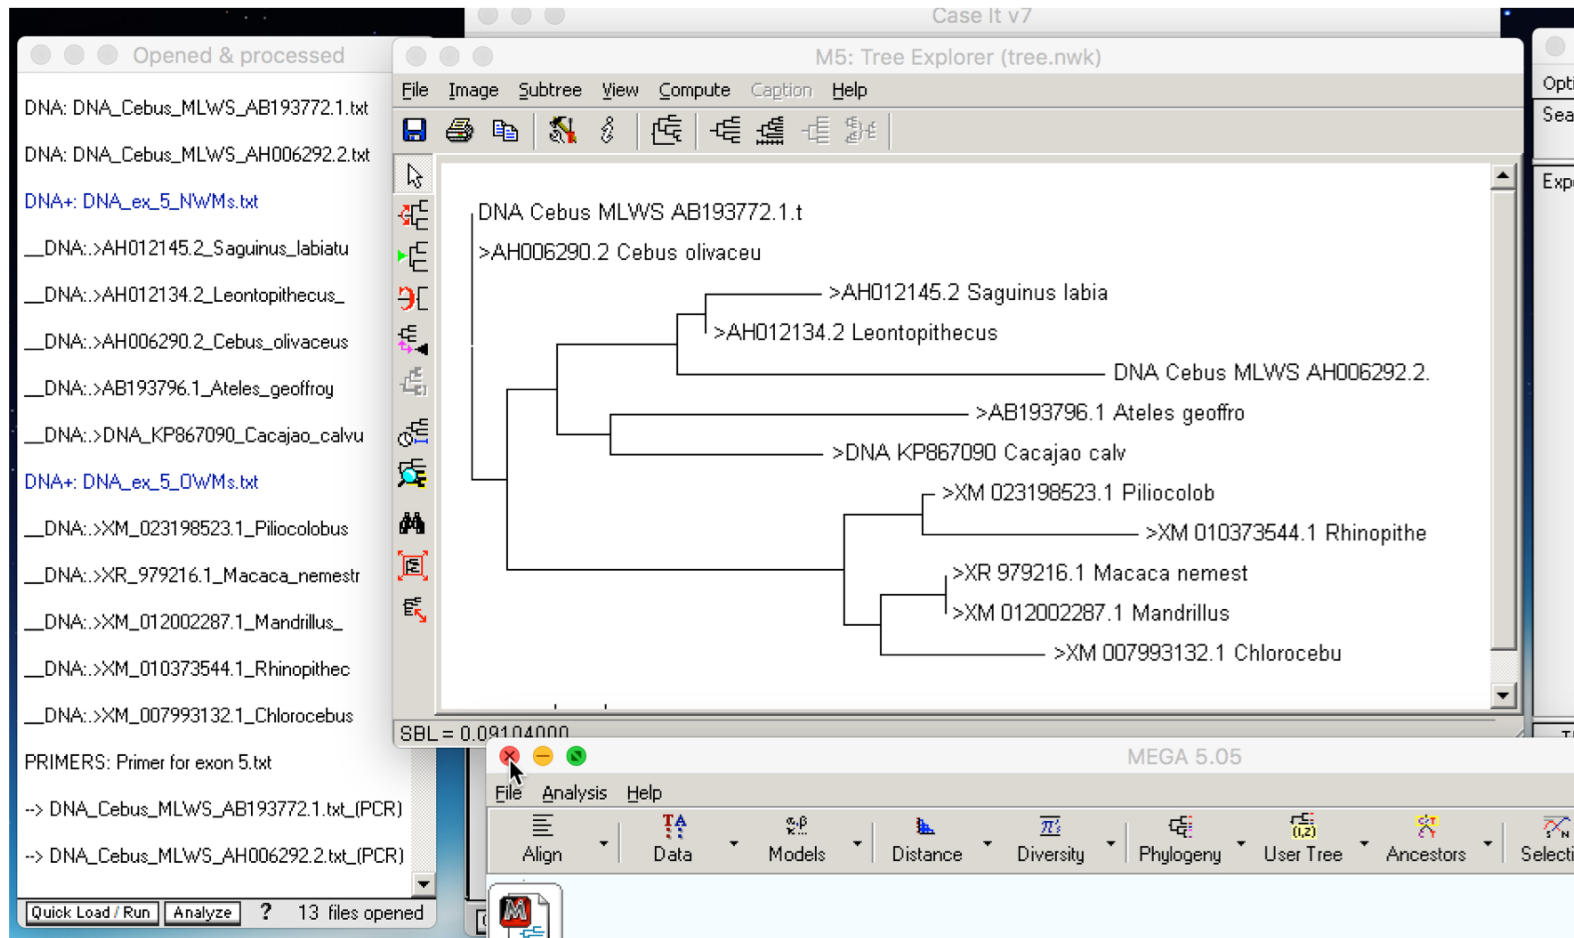 Case It v7
Opened & processed
DNA: DNA_Cebus_MLWS_AB193772.1.txt
DNA: DNA_Cebus_MLWS_AH006292.2.txt
DNA+: DNA_ex_5_NWMs.txt
__DNA:.>AH012145.2_Saguinus_labiatu
__DNA:.>AH012134.2_Leontopithecus_
__DNA:.>AH006290.2_Cebus_olivaceus
__DNA:.>AB193796.1_Ateles_geoffroy
__DNA:.>DNA_KP867090_Cacajao_calvu
DNA+: DNA_ex_5_OWMs.txt
__DNA:.>XM_023198523.1_Piliocolobus
__DNA:.>XR_979216.1_Macaca_nemestr
__DNA:.>XM_012002287.1_Mandrillus_
__DNA:.>XM_010373544.1_Rhinopithec
__DNA:.>XM_007993132.1_Chlorocebus
PRIMERS: Primer for exon 5.txt
--> DNA_Cebus_MLWS_AB193772.1.txt_(PCR)
--> DNA_Cebus_MLWS_AH006292.2.txt_(PCR)
Quick Load / Run Analyze ? 13 files opened
M5: Tree Explorer (tree.nwk)
File Image Subtree View Compute Caption Help
DNA Cebus MLWS AB193772.1.t
>AH006290.2 Cebus olivaceu
>AH012145.2 Saguinus labia
>AH012134.2 Leontopithecus
DNA Cebus MLWS AH006292.2.
>AB193796.1 Ateles geoffro
>DNA KP867090 Cacajao calv
>XM 023198523.1 Piliocolob
>XM 010373544.1 Rhinopithe
>XR 979216.1 Macaca nemest
>XM 012002287.1 Mandrillus
>XM 007993132.1 Chlorocebu
SBL = 0.09104000
MEGA 5.05
File Analysis Help
Align Data Models Distance Diversity Phylogeny User Tree Ancestors Selecti
Opti
Sea
Exp